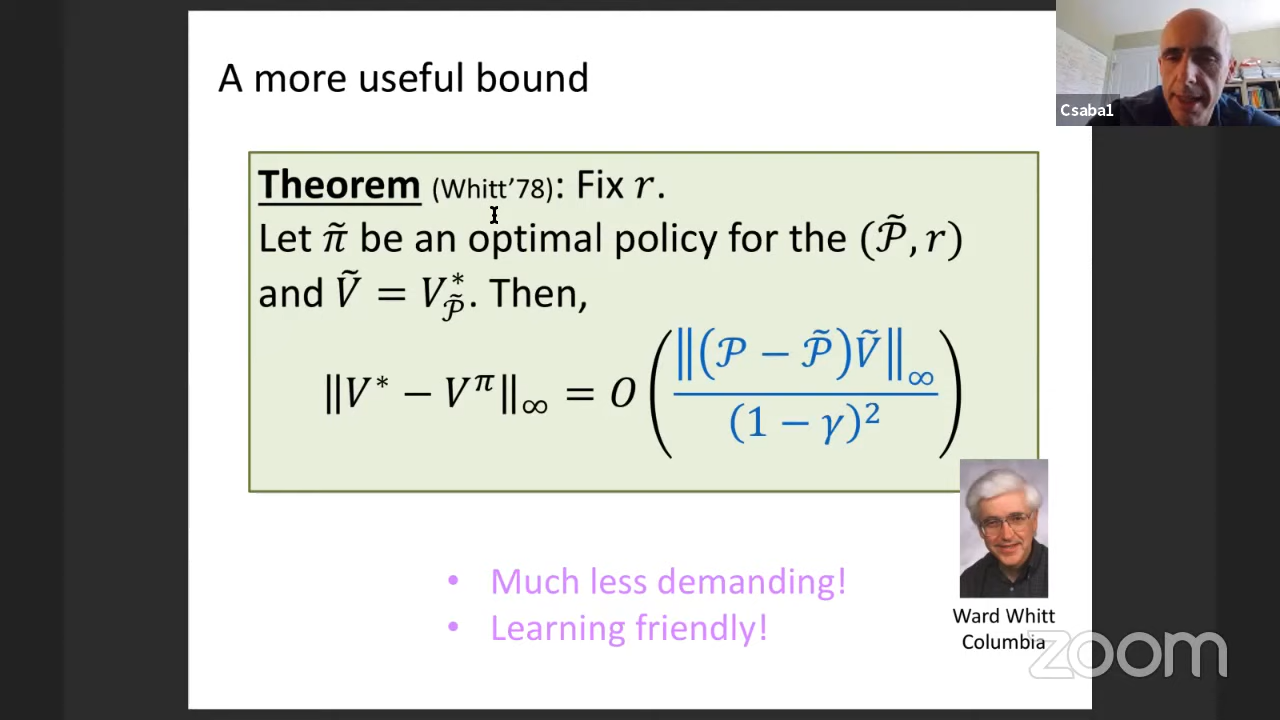 A more useful bound
Csaba1
Theorem (Whitt’78): Fix r.
Let π̃ be an optimal policy for the (𝒫̃, r)
and Ṽ = V*_𝒫̃. Then,
‖V* − V^π‖_∞ = O( ‖(𝒫 − 𝒫̃)Ṽ‖_∞ / (1 − γ)² )
• Much less demanding!
• Learning friendly!
Ward Whitt
Columbia
zoom